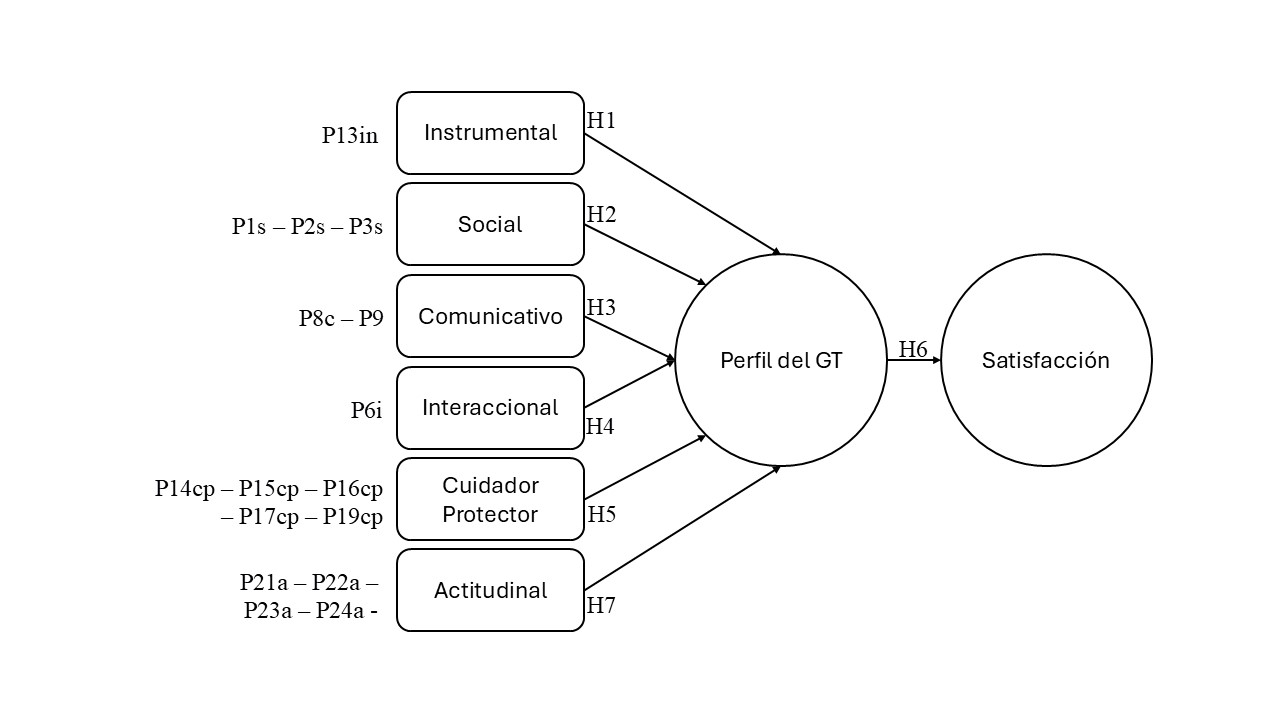 P13in
Instrumental
H1
P1s – P2s – P3s
Social
H2
P8c – P9
Comunicativo
H3
P6i
Interaccional
H4
P14cp – P15cp – P16cp
– P17cp – P19cp
Cuidador
Protector
H5
P21a – P22a –
P23a – P24a -
Actitudinal
H7
Perfil del GT
H6
Satisfacción